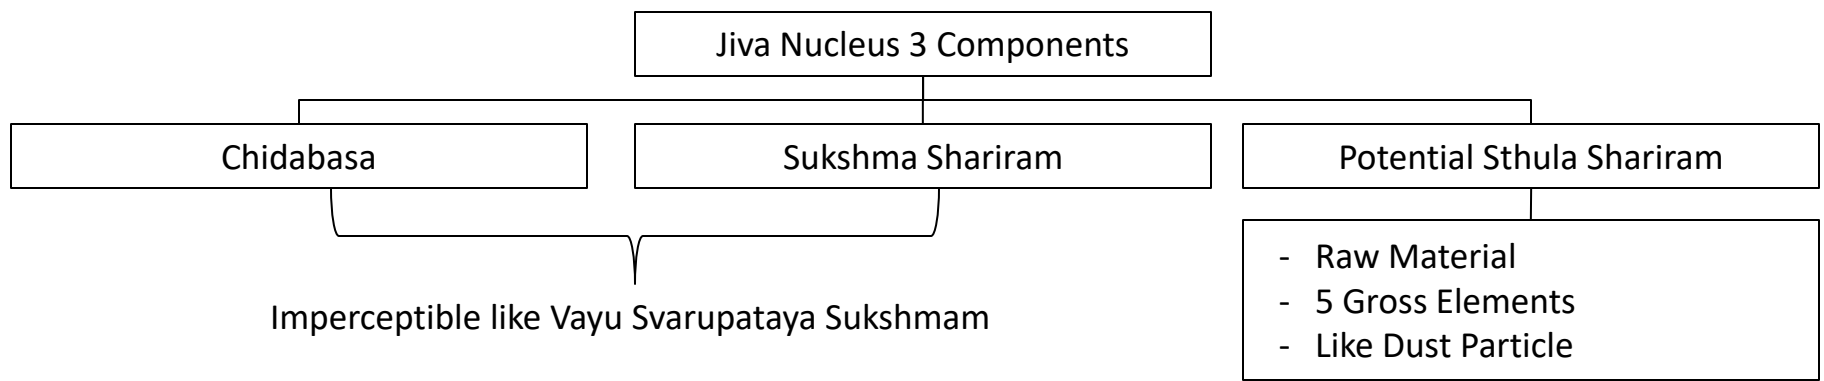 Jiva Nucleus 3 Components
Chidabasa
Sukshma Shariram
Potential Sthula Shariram
Imperceptible like Vayu Svarupataya Sukshmam
- Raw Material
- 5 Gross Elements
- Like Dust Particle